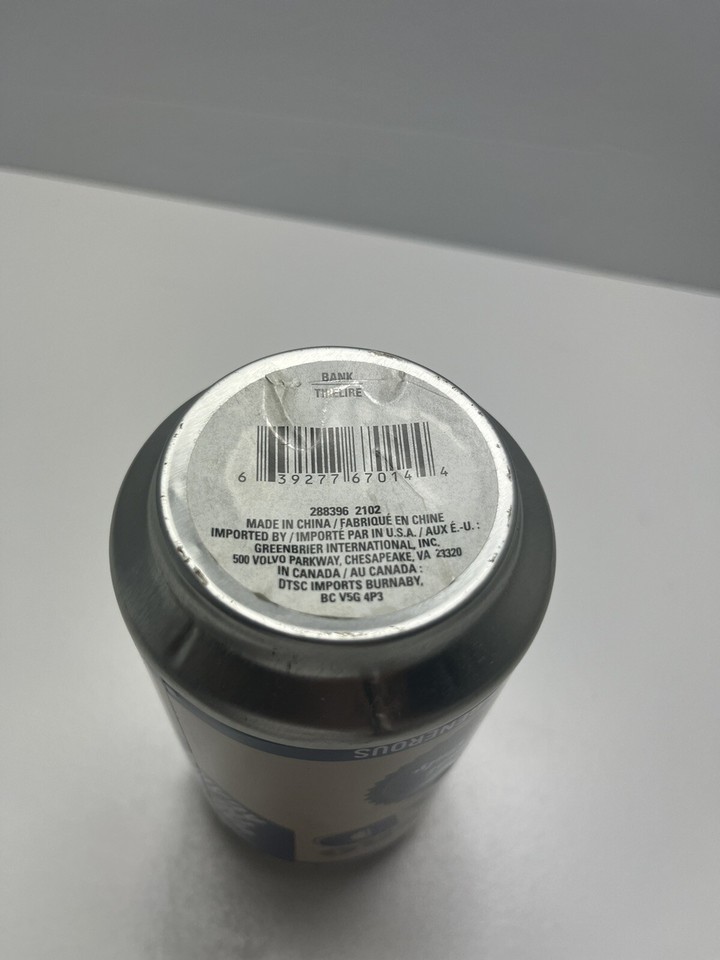 BANK
TIRELIRE
6 39277 67014 4
288396 2102
MADE IN CHINA / FABRIQUÉ EN CHINE
IMPORTED BY / IMPORTÉ PAR IN U.S.A. / AUX É.-U. :
GREENBRIER INTERNATIONAL, INC.
500 VOLVO PARKWAY, CHESAPEAKE, VA 23320
IN CANADA / AU CANADA :
DTSC IMPORTS BURNABY,
BC V5G 4P3